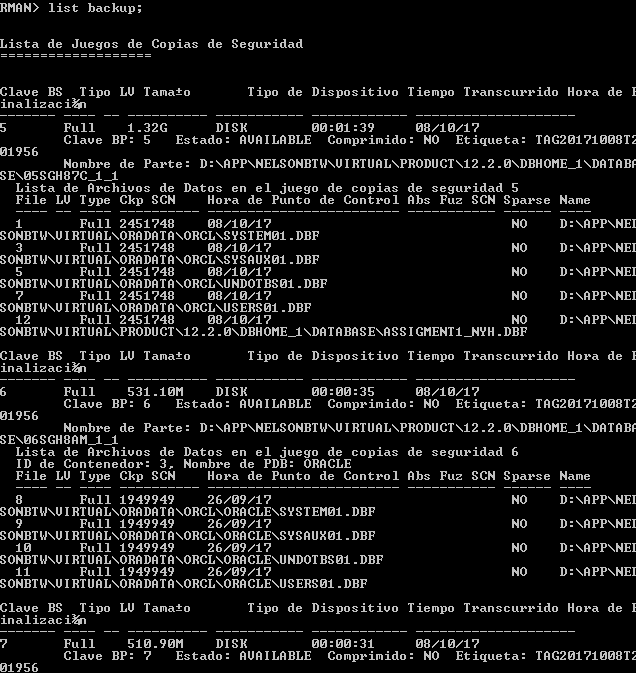 RMAN> list backup;
Lista de Juegos de Copias de Seguridad
===================
Clave BS  Tipo LV Tama±o       Tipo de Dispositivo Tiempo Transcurrido Hora de F
inalizaci¾n
------- ---- -- ---------- ----------- ------------ --------------------
5       Full    1.32G      DISK        00:01:39     08/10/17
        Clave BP: 5   Estado: AVAILABLE  Comprimido: NO  Etiqueta: TAG20171008T2
01956
        Nombre de Parte: D:\APP\NELSONBTW\VIRTUAL\PRODUCT\12.2.0\DBHOME_1\DATABA
SE\05SGH87C_1_1
  Lista de Archivos de Datos en el juego de copias de seguridad 5
  File LV Type Ckp SCN    Hora de Punto de Control Abs Fuz SCN Sparse Name
  ---- -- ---- ---------- ------------------------ ----------- ------ ----
  1       Full 2451748    08/10/17                              NO    D:\APP\NEL
SONBTW\VIRTUAL\ORADATA\ORCL\SYSTEM01.DBF
  3       Full 2451748    08/10/17                              NO    D:\APP\NEL
SONBTW\VIRTUAL\ORADATA\ORCL\SYSAUX01.DBF
  5       Full 2451748    08/10/17                              NO    D:\APP\NEL
SONBTW\VIRTUAL\ORADATA\ORCL\UNDOTBS01.DBF
  7       Full 2451748    08/10/17                              NO    D:\APP\NEL
SONBTW\VIRTUAL\ORADATA\ORCL\USERS01.DBF
  12      Full 2451748    08/10/17                              NO    D:\APP\NEL
SONBTW\VIRTUAL\PRODUCT\12.2.0\DBHOME_1\DATABASE\ASSIGMENT1_NYH.DBF
Clave BS  Tipo LV Tama±o       Tipo de Dispositivo Tiempo Transcurrido Hora de F
inalizaci¾n
------- ---- -- ---------- ----------- ------------ --------------------
6       Full    531.10M    DISK        00:00:35     08/10/17
        Clave BP: 6   Estado: AVAILABLE  Comprimido: NO  Etiqueta: TAG20171008T2
01956
        Nombre de Parte: D:\APP\NELSONBTW\VIRTUAL\PRODUCT\12.2.0\DBHOME_1\DATABA
SE\06SGH8AM_1_1
  Lista de Archivos de Datos en el juego de copias de seguridad 6
  ID de Contenedor: 3, Nombre de PDB: ORACLE
  File LV Type Ckp SCN    Hora de Punto de Control Abs Fuz SCN Sparse Name
  ---- -- ---- ---------- ------------------------ ----------- ------ ----
  8       Full 1949949    26/09/17                              NO    D:\APP\NEL
SONBTW\VIRTUAL\ORADATA\ORCL\ORACLE\SYSTEM01.DBF
  9       Full 1949949    26/09/17                              NO    D:\APP\NEL
SONBTW\VIRTUAL\ORADATA\ORCL\ORACLE\SYSAUX01.DBF
  10      Full 1949949    26/09/17                              NO    D:\APP\NEL
SONBTW\VIRTUAL\ORADATA\ORCL\ORACLE\UNDOTBS01.DBF
  11      Full 1949949    26/09/17                              NO    D:\APP\NEL
SONBTW\VIRTUAL\ORADATA\ORCL\ORACLE\USERS01.DBF
Clave BS  Tipo LV Tama±o       Tipo de Dispositivo Tiempo Transcurrido Hora de F
inalizaci¾n
------- ---- -- ---------- ----------- ------------ --------------------
7       Full    510.90M    DISK        00:00:31     08/10/17
        Clave BP: 7   Estado: AVAILABLE  Comprimido: NO  Etiqueta: TAG20171008T2
01956